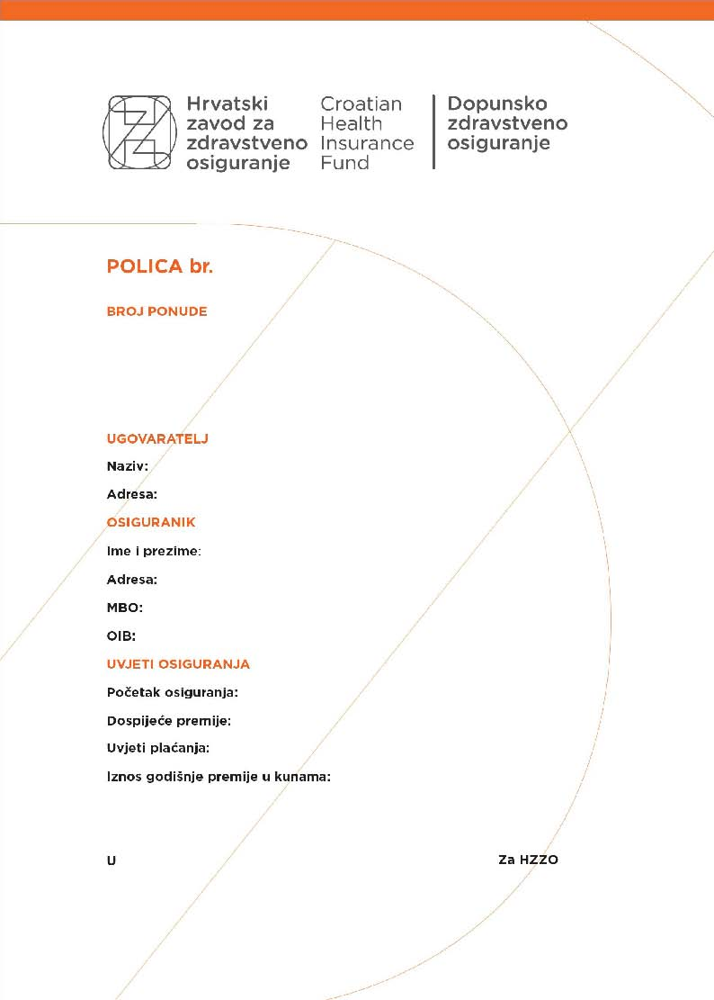 Hrvatski
zavod za
zdravstveno
osiguranje
Croatian
Health
Insurance
Fund
Dopunsko
zdravstveno
osiguranje
POLICA br.
BROJ PONUDE
UGOVARATELJ
Naziv:
Adresa:
OSIGURANIK
Ime i prezime:
Adresa:
MBO:
OIB:
UVJETI OSIGURANJA
Početak osiguranja:
Dospijeće premije:
Uvjeti plaćanja:
Iznos godišnje premije u kunama:
U
Za HZZO